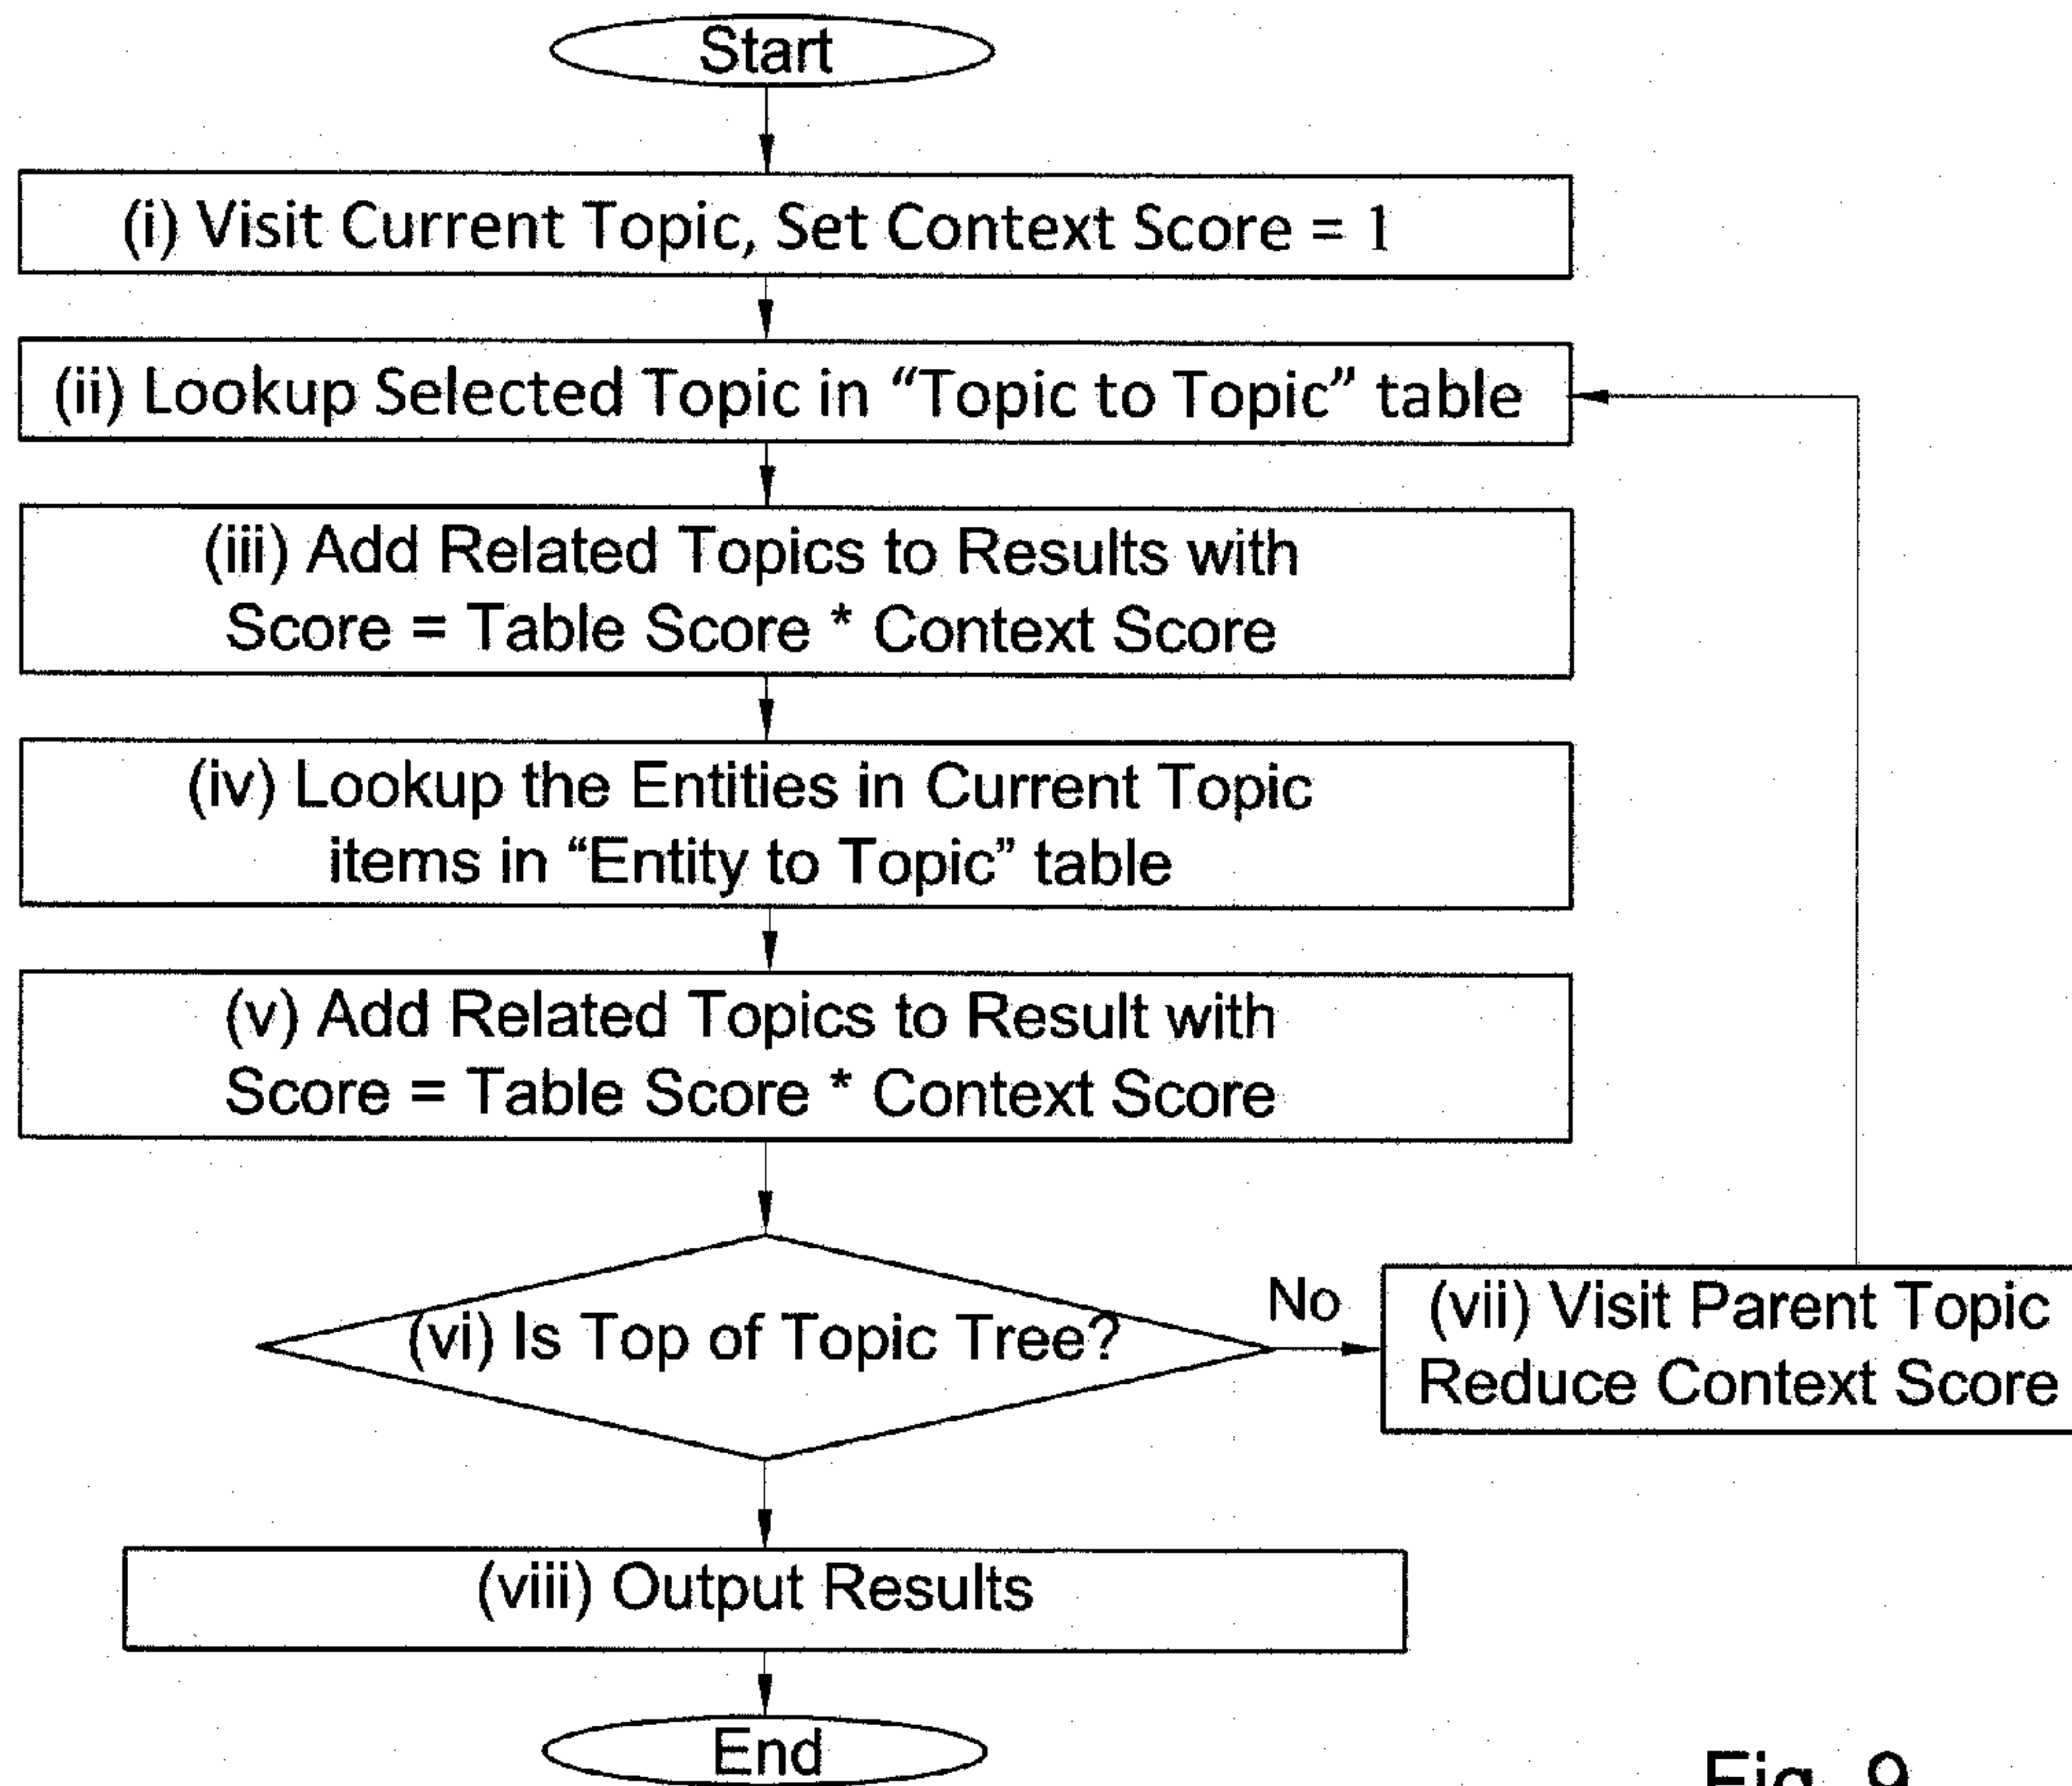 Start
(i) Visit Current Topic, Set Context Score = 1
(ii) Lookup Selected Topic in “Topic to Topic” table
(iii) Add Related Topics to Results with
Score = Table Score * Context Score
(iv) Lookup the Entities in Current Topic
items in “Entity to Topic” table
(v) Add Related Topics to Result with
Score = Table Score * Context Score
(vi) Is Top of Topic Tree?
No
(vii) Visit Parent Topic
Reduce Context Score
(viii) Output Results
End
Fig. 9